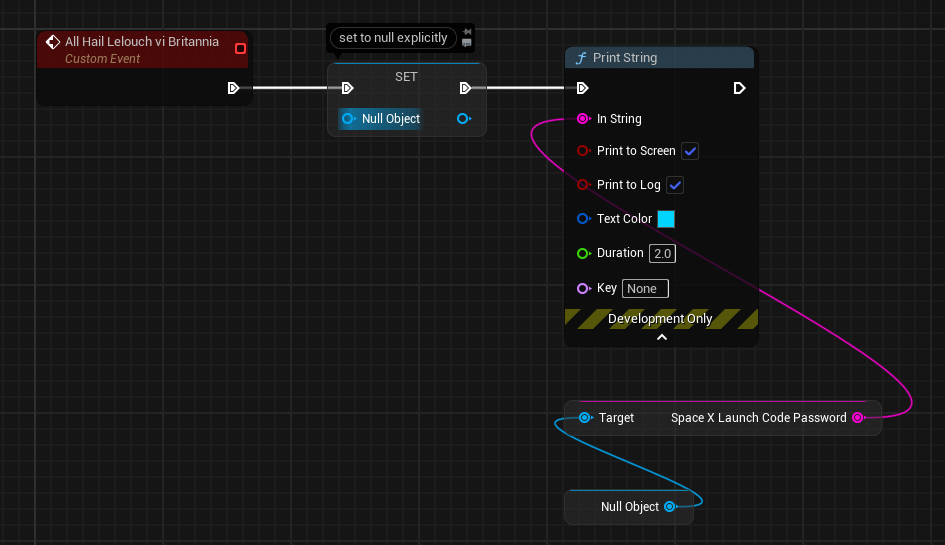 All Hail Lelouch vi Britannia
Custom Event
set to null explicitly
SET
Null Object
Print String
In String
Print to Screen
Print to Log
Text Color
Duration 2.0
Key None
Development Only
Target Space X Launch Code Password
Null Object